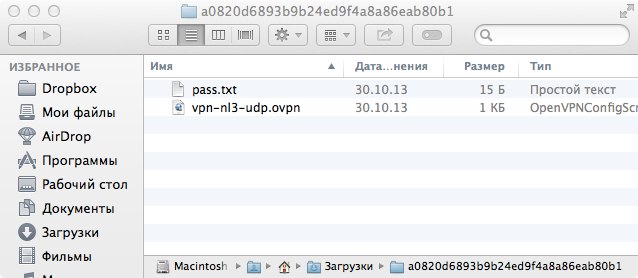 a0820d6893b9b24ed9f4a8a86eab80b1
ИЗБРАННОЕ
Dropbox
Мои файлы
AirDrop
Программы
Рабочий стол
Документы
Загрузки
Фильмы
Имя Дата...нения Размер Тип
pass.txt 30.10.13 15 Б Простой текст
vpn-nl3-udp.ovpn 30.10.13 1 КБ OpenVPNConfigScr
Macintosh Загрузки a0820d6893b9b24ed9f4a8a86eab80b1